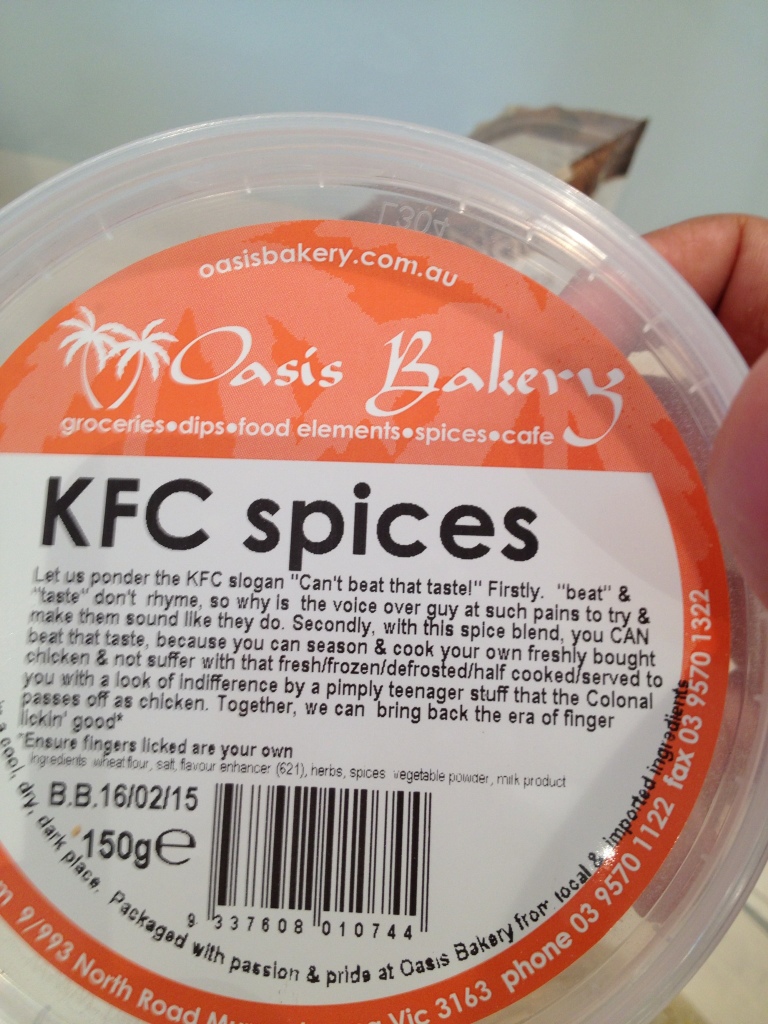 L304
oasisbakery.com.au
Oasis Bakery
groceries•dips•food elements•spices•cafe
KFC spices
Let us ponder the KFC slogan "Can't beat that taste!" Firstly. "beat" &
"taste" don't rhyme, so why is the voice over guy at such pains to try &
make them sound like they do. Secondly, with this spice blend, you CAN
beat that taste, because you can season & cook your own freshly bought
chicken & not suffer with that fresh/frozen/defrosted/half cooked/served to
you with a look of indifference by a pimply teenager stuff that the Colonal
passes off as chicken. Together, we can bring back the era of finger
lickin' good*
*Ensure fingers licked are your own
ingredients wheat flour, salt, flavour enhancer (621), herbs, spices vegetable powder, milk product
B.B.16/02/15
150g℮
9 337608 010744
a cool, dry, dark place. Packaged with passion & pride at Oasis Bakery from local & imported ingredients
9/993 North Road Vic 3163 phone 03 9570 1122 fax 03 9570 1322